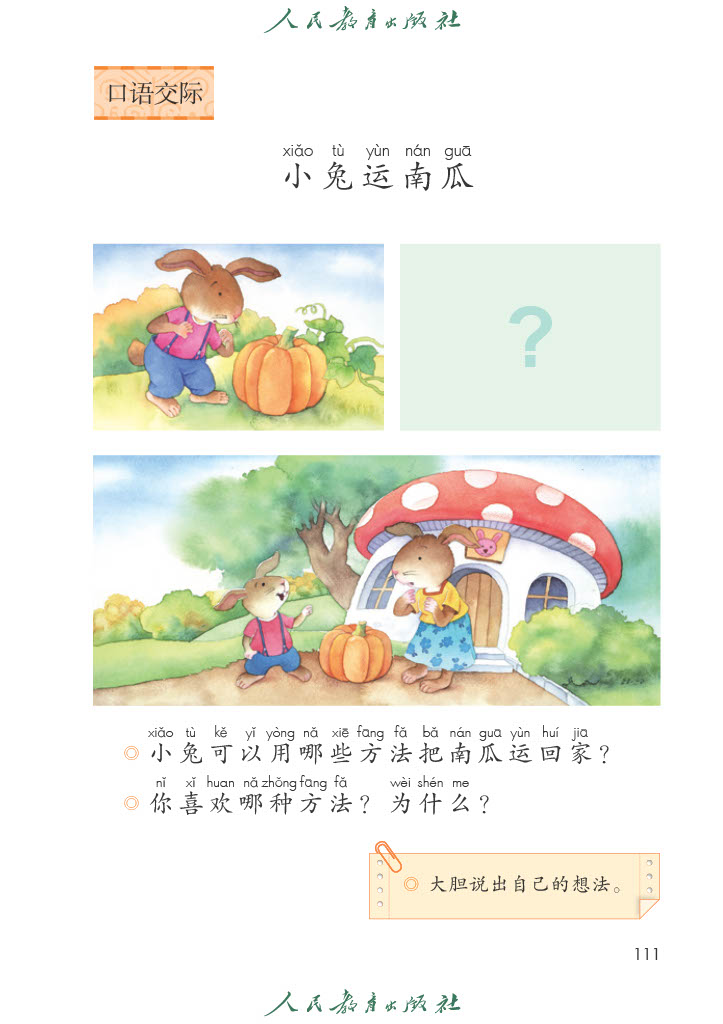 人民教育出版社
口语交际
xiǎo tù yùn nán guā
小兔运南瓜
?
xiǎo tù kě yǐ yòng nǎ xiē fāng fǎ bǎ nán guā yùn huí jiā
小兔可以用哪些方法把南瓜运回家？
nǐ xǐ huan nǎ zhǒng fāng fǎ wèi shén me
你喜欢哪种方法？为什么？
大胆说出自己的想法。
111
人民教育出版社